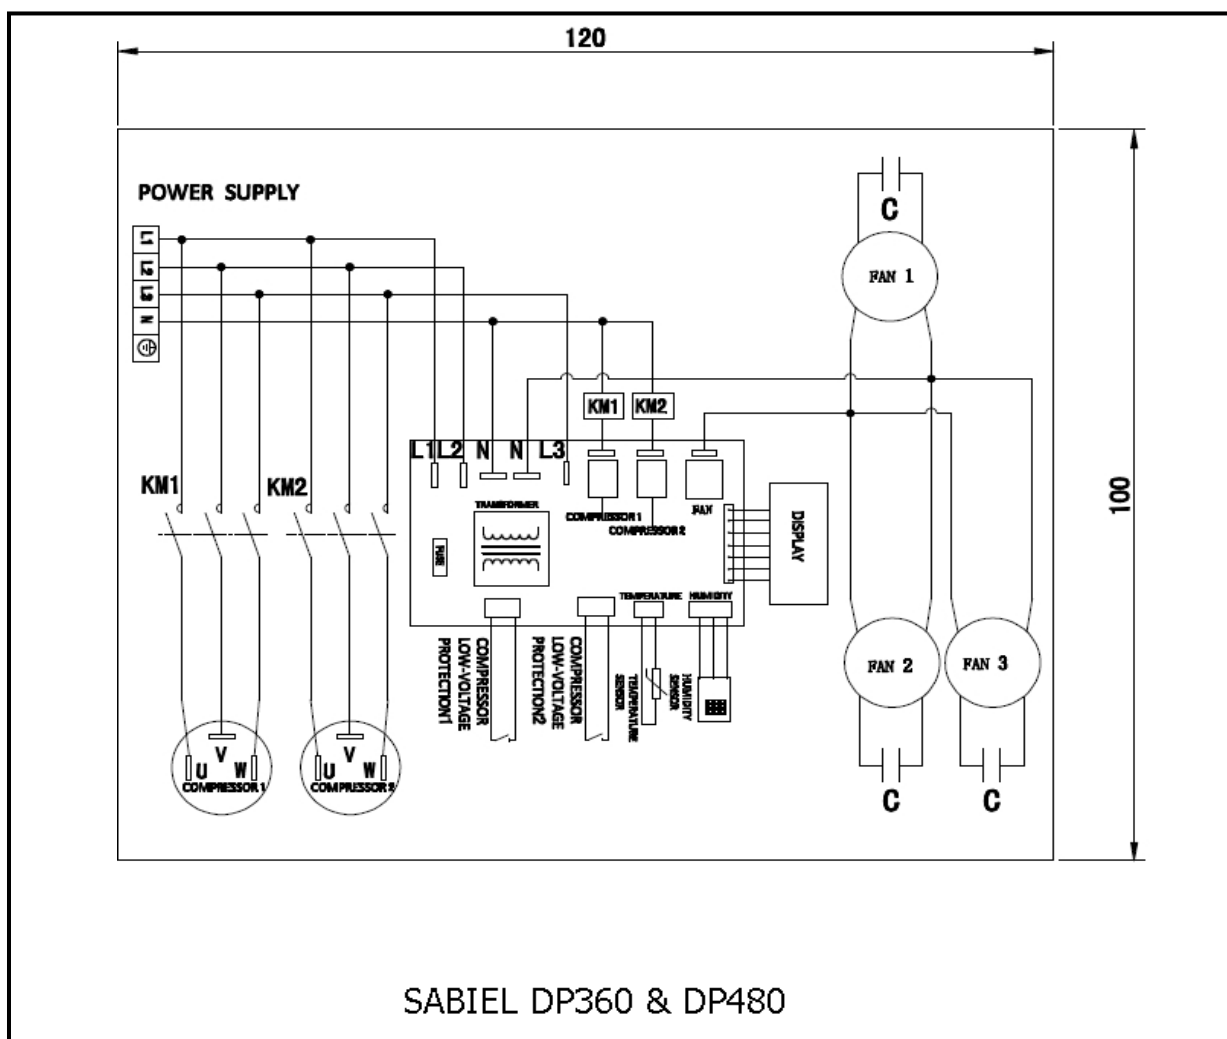 120
POWER SUPPLY
L1
L2
L3
N
C
FAN 1
KM1
KM2
L1
L2
N
N
L3
KM1
KM2
TRANSFORMER
COMPRESSOR 1
COMPRESSOR 2
FAN
FUSE
DISPLAY
100
TEMPERATURE
HUMIDITY
COMPRESSOR
LOW-VOLTAGE
PROTECTION1
COMPRESSOR
LOW-VOLTAGE
PROTECTION2
TEMPERATURE
SENSOR
HUMIDITY
SENSOR
FAN 2
FAN 3
U
V
W
COMPRESSOR 1
U
V
W
COMPRESSOR 2
C
C
SABIEL DP360 & DP480